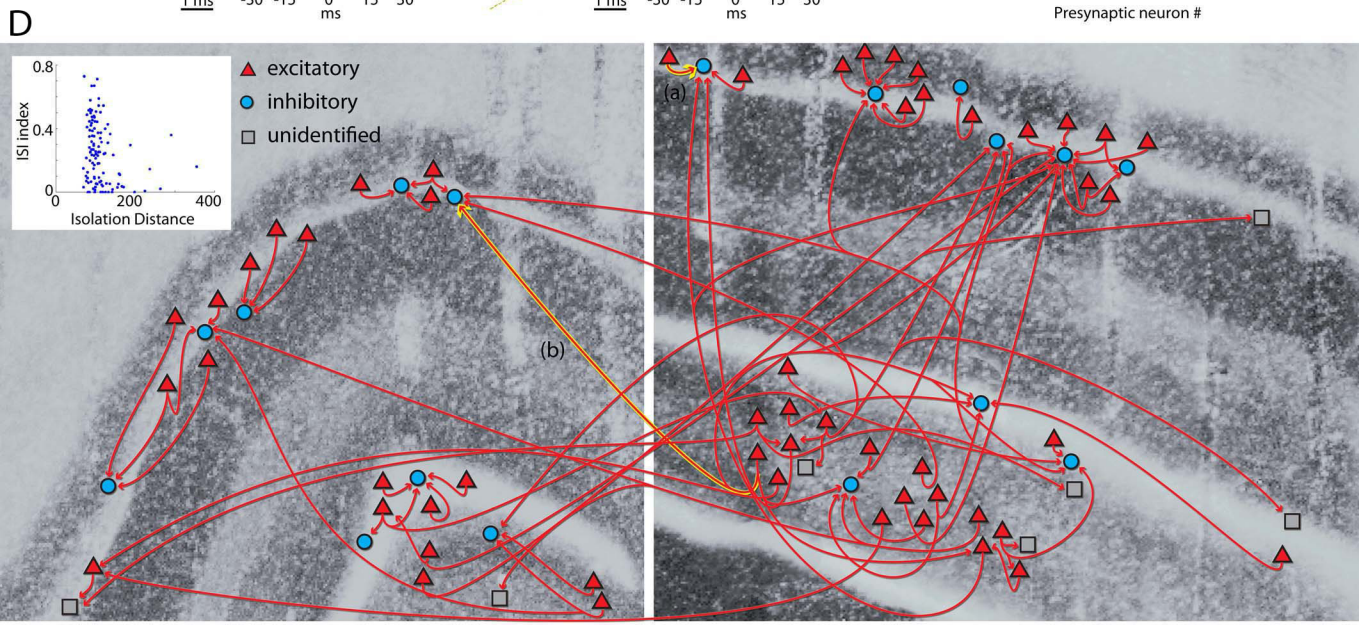 1 ms -30 -15 0 15 30 1 ms -30 -15 0 15 30
ms ms Presynaptic neuron #
D
0.8
0.4
0
ISI index
0 200 400
Isolation Distance
excitatory
inhibitory
unidentified
(a)
(b)